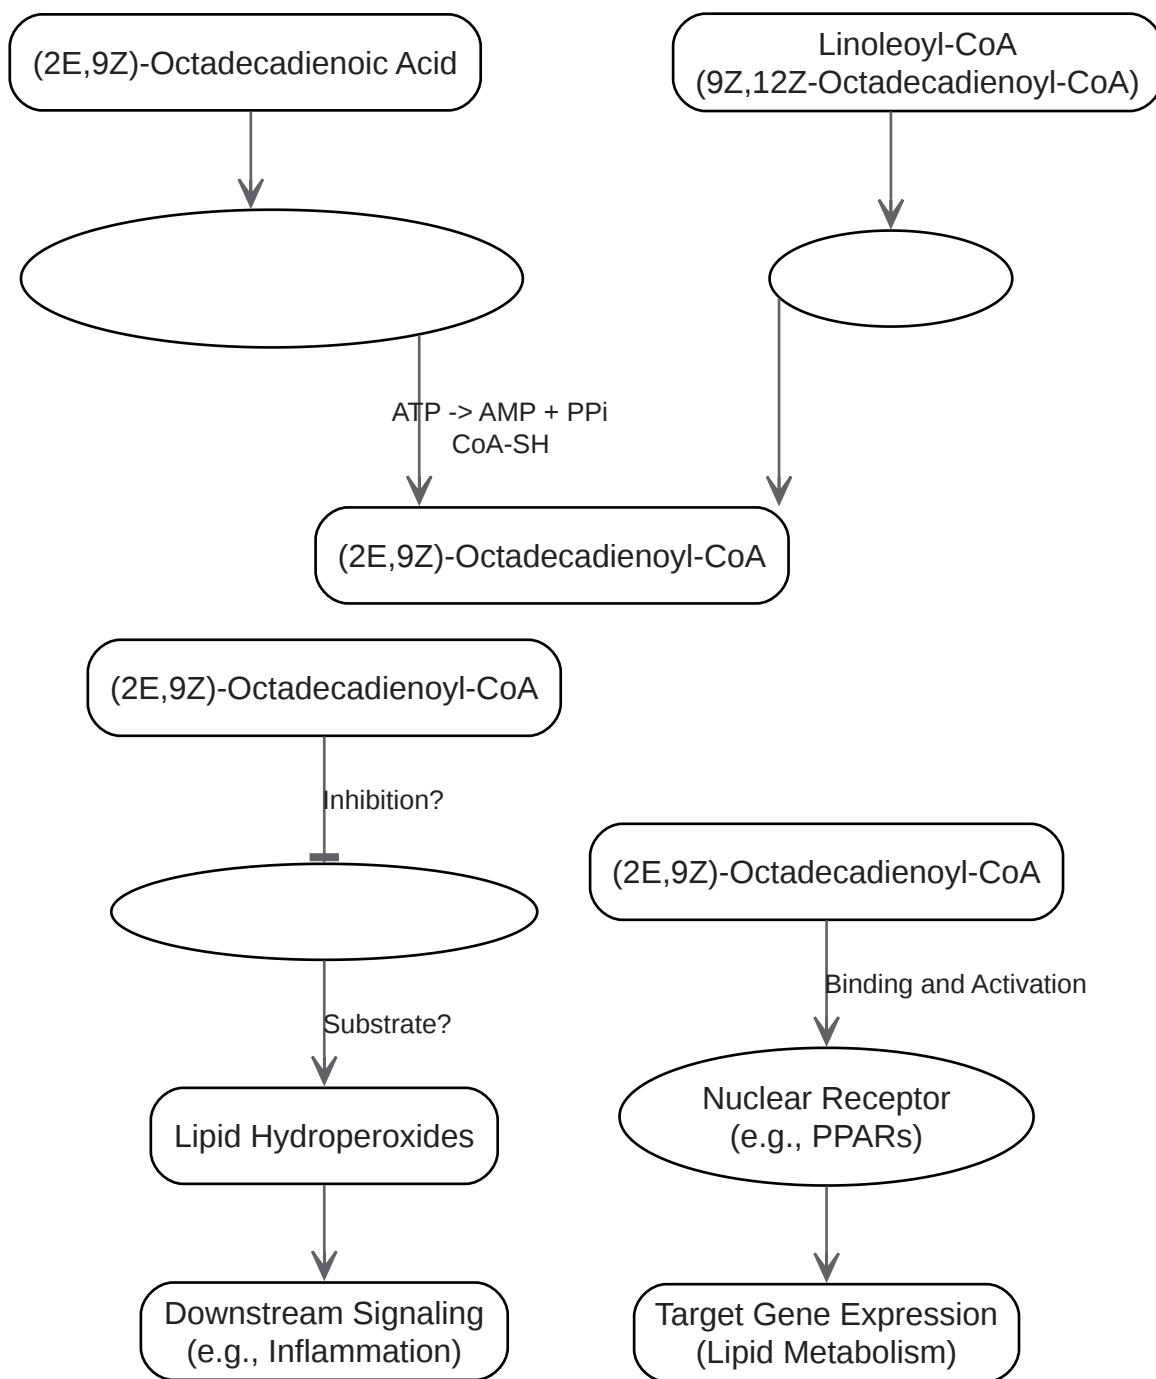 (2E,9Z)-Octadecadienoic Acid
Linoleoyl-CoA
(9Z,12Z-Octadecadienoyl-CoA)
ATP -> AMP + PPi
CoA-SH
(2E,9Z)-Octadecadienoyl-CoA
(2E,9Z)-Octadecadienoyl-CoA
Inhibition?
Substrate?
Lipid Hydroperoxides
Downstream Signaling
(e.g., Inflammation)
(2E,9Z)-Octadecadienoyl-CoA
Binding and Activation
Nuclear Receptor
(e.g., PPARs)
Target Gene Expression
(Lipid Metabolism)